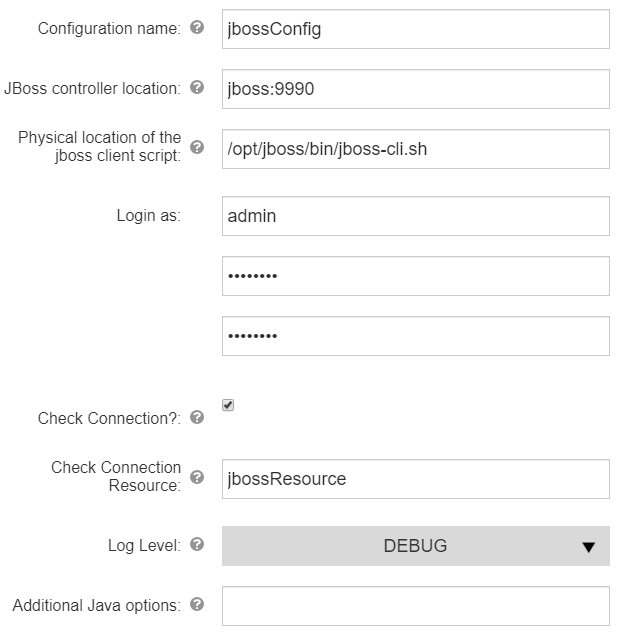 Configuration name: jbossConfig
JBoss controller location: jboss:9990
Physical location of the
jboss client script: /opt/jboss/bin/jboss-cli.sh
Login as: admin
••••••••
••••••••
Check Connection?:
Check Connection
Resource: jbossResource
Log Level: DEBUG
Additional Java options: